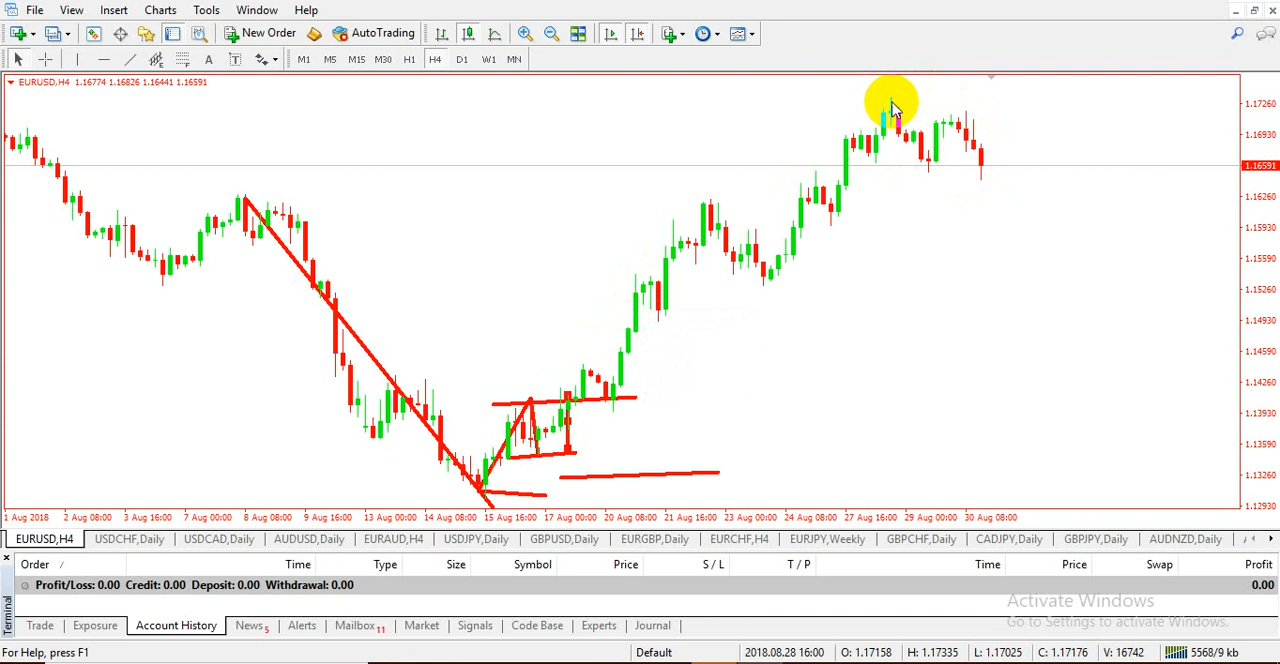 File View Insert Charts Tools Window Help
New Order AutoTrading
A T M1 M5 M15 M30 H1 H4 D1 W1 MN
EURUSD,H4 1.16774 1.16826 1.16441 1.16591
1.17260
1.16930
1.16591
1.16260
1.15930
1.15590
1.15260
1.14930
1.14590
1.14260
1.13930
1.13590
1.13260
1.12930
1 Aug 2018 2 Aug 08:00 3 Aug 16:00 7 Aug 00:00 8 Aug 08:00 9 Aug 16:00 13 Aug 00:00 14 Aug 08:00 15 Aug 16:00 17 Aug 00:00 20 Aug 08:00 21 Aug 16:00 23 Aug 00:00 24 Aug 08:00 27 Aug 16:00 29 Aug 00:00 30 Aug 08:00
EURUSD,H4 USDCHF,Daily USDCAD,Daily AUDUSD,Daily EURAUD,H4 USDJPY,Daily GBPUSD,Daily EURGBP,Daily EURCHF,H4 EURJPY,Weekly GBPCHF,Daily CADJPY,Daily GBPJPY,Daily AUDNZD,Daily
Order / Time Type Size Symbol Price S / L T / P Time Price Swap Profit
Profit/Loss: 0.00 Credit: 0.00 Deposit: 0.00 Withdrawal: 0.00 0.00
Activate Windows
Go to Settings to activate Windows.
Terminal
Trade Exposure Account History News 5 Alerts Mailbox 11 Market Signals Code Base Experts Journal
For Help, press F1 Default 2018.08.28 16:00 O: 1.17158 H: 1.17335 L: 1.17025 C: 1.17176 V: 16742 5568/9 kb